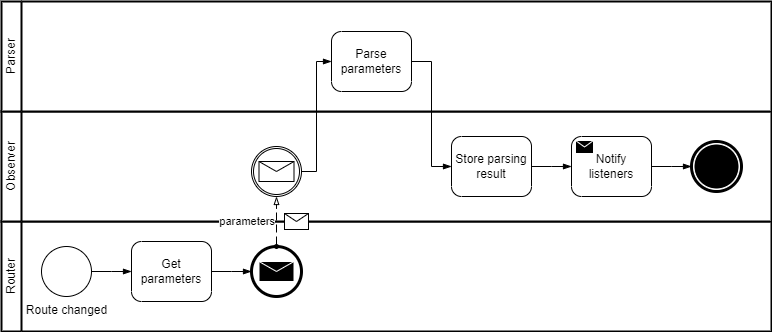 Parser
Parse
parameters
Observer
Store parsing
result
Notify
listeners
parameters
Router
Get
parameters
Route changed